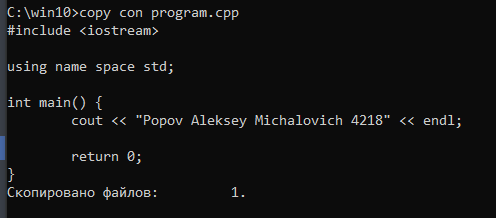 C:\win10>copy con program.cpp
#include <iostream>
using name space std;
int main() {
cout << "Popov Aleksey Michalovich 4218" << endl;
return 0;
}
Скопировано файлов: 1.